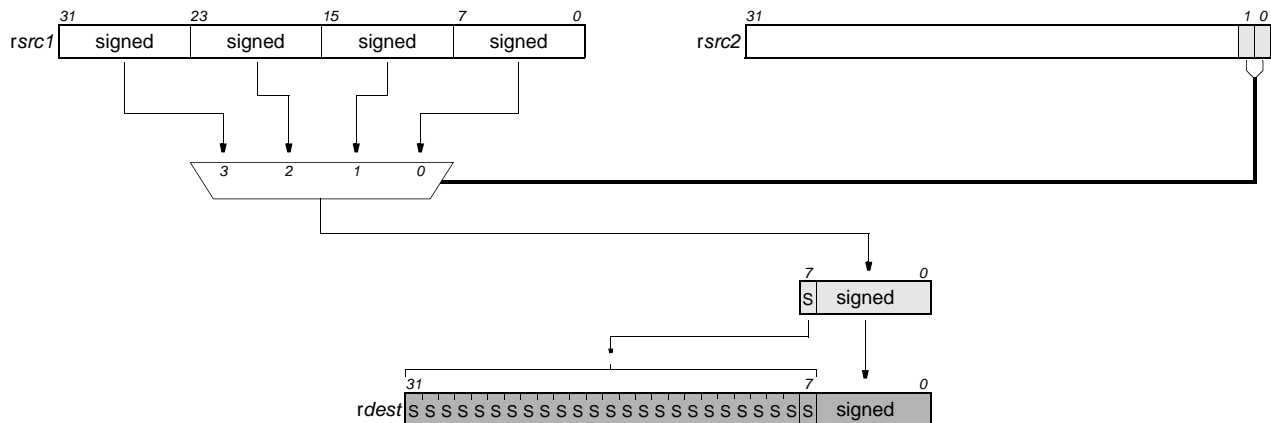 31 23 15 7 0
rsrc1 signed signed signed signed
31 1 0
rsrc2
3 2 1 0
7 0
S signed
31 7 0
rdest S S S S S S S S S S S S S S S S S S S S S S S S S signed